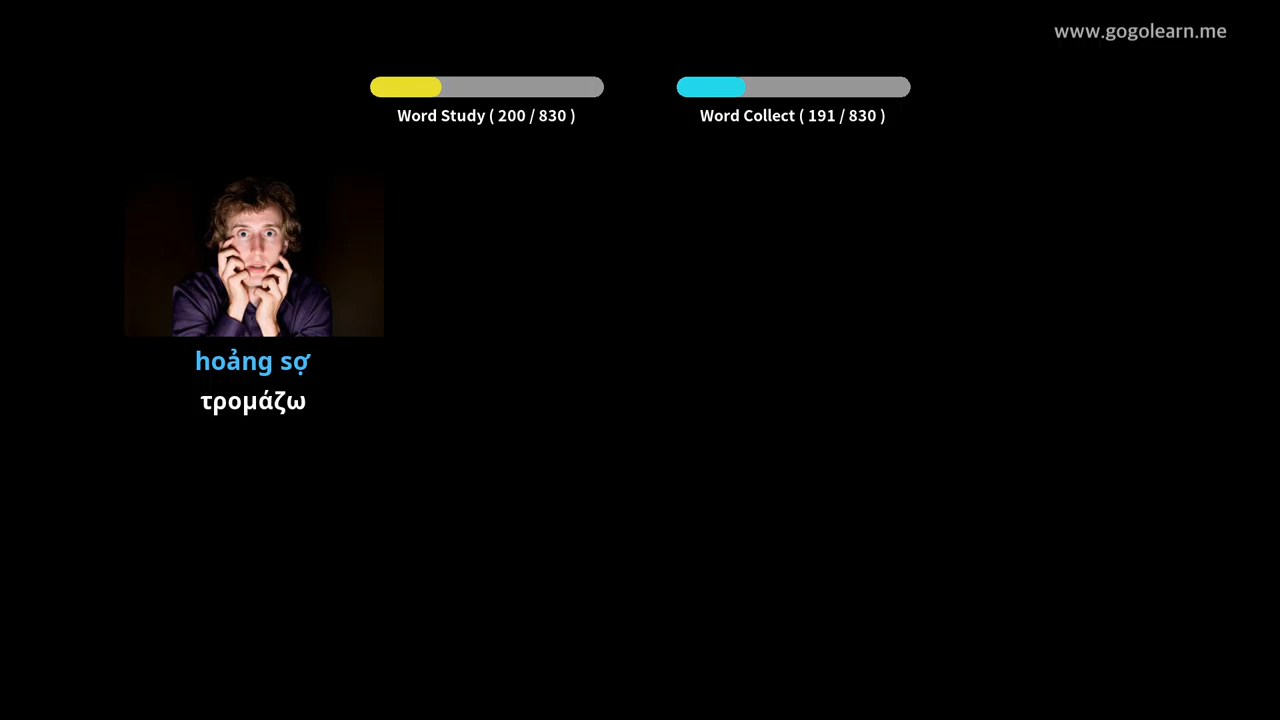 www.gogolearn.me
Word Study ( 200 / 830 )
Word Collect ( 191 / 830 )
hoảng sợ
τρομάζω